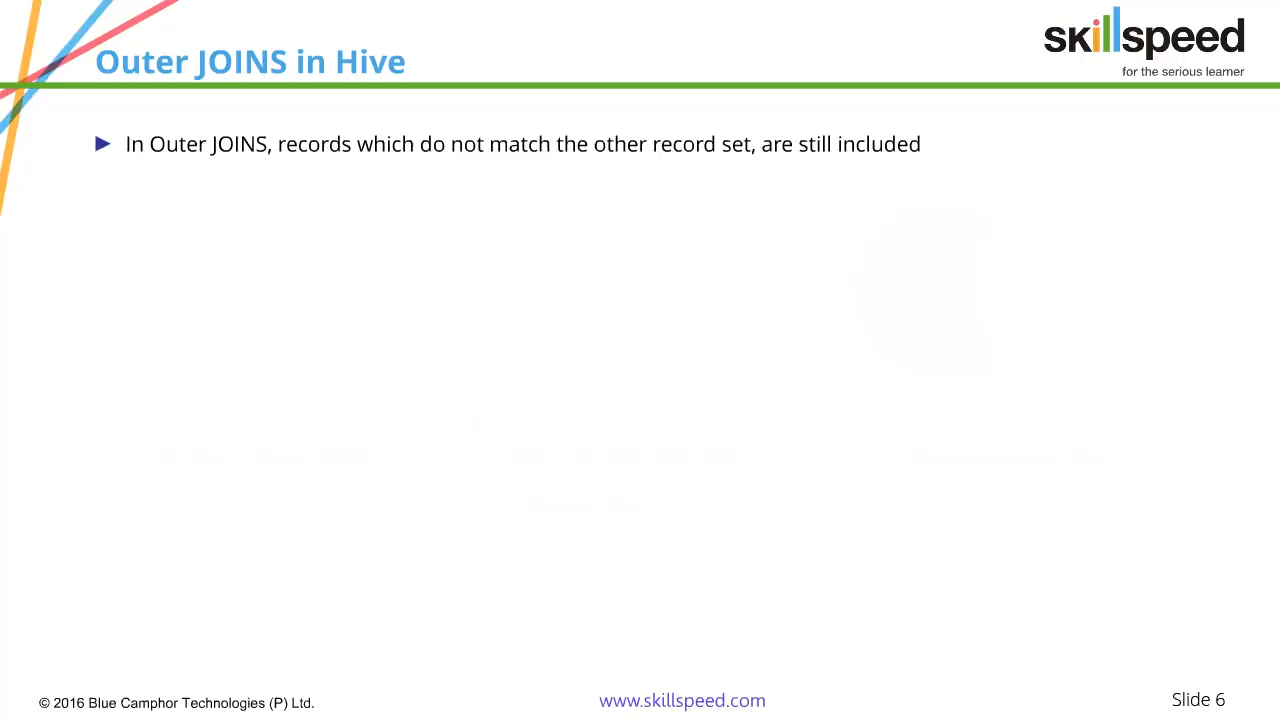 Outer JOINS in Hive
skillspeed
for the serious learner
In Outer JOINS, records which do not match the other record set, are still included
© 2016 Blue Camphor Technologies (P) Ltd.
www.skillspeed.com
Slide 6